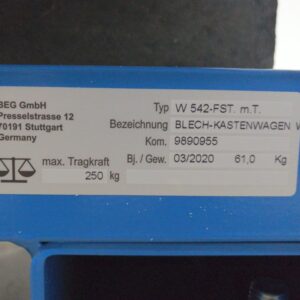 BEG GmbH
Presselstrasse 12
70191 Stuttgart
Germany
max. Tragkraft
250 kg
Typ W 542-FST. m.T.
Bezeichnung BLECH-KASTENWAGEN W
Kom. 9890955
Bj. / Gew. 03/2020 61,0 Kg